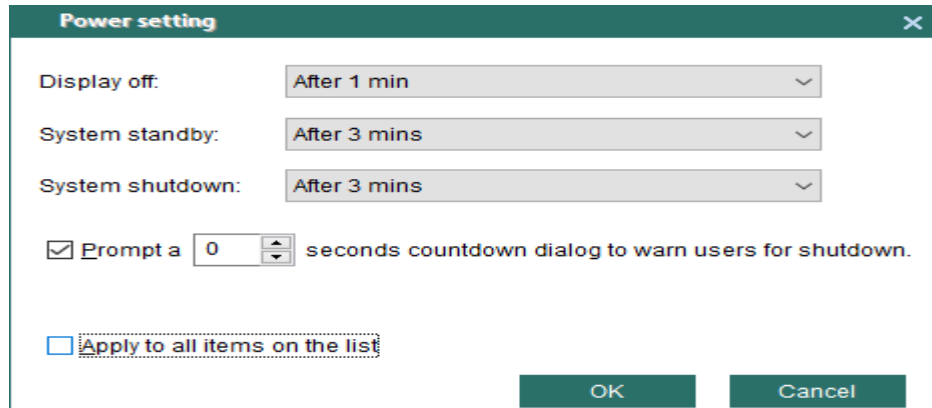 Power setting
Display off: After 1 min
System standby: After 3 mins
System shutdown: After 3 mins
Prompt a 0 seconds countdown dialog to warn users for shutdown.
Apply to all items on the list
OK Cancel